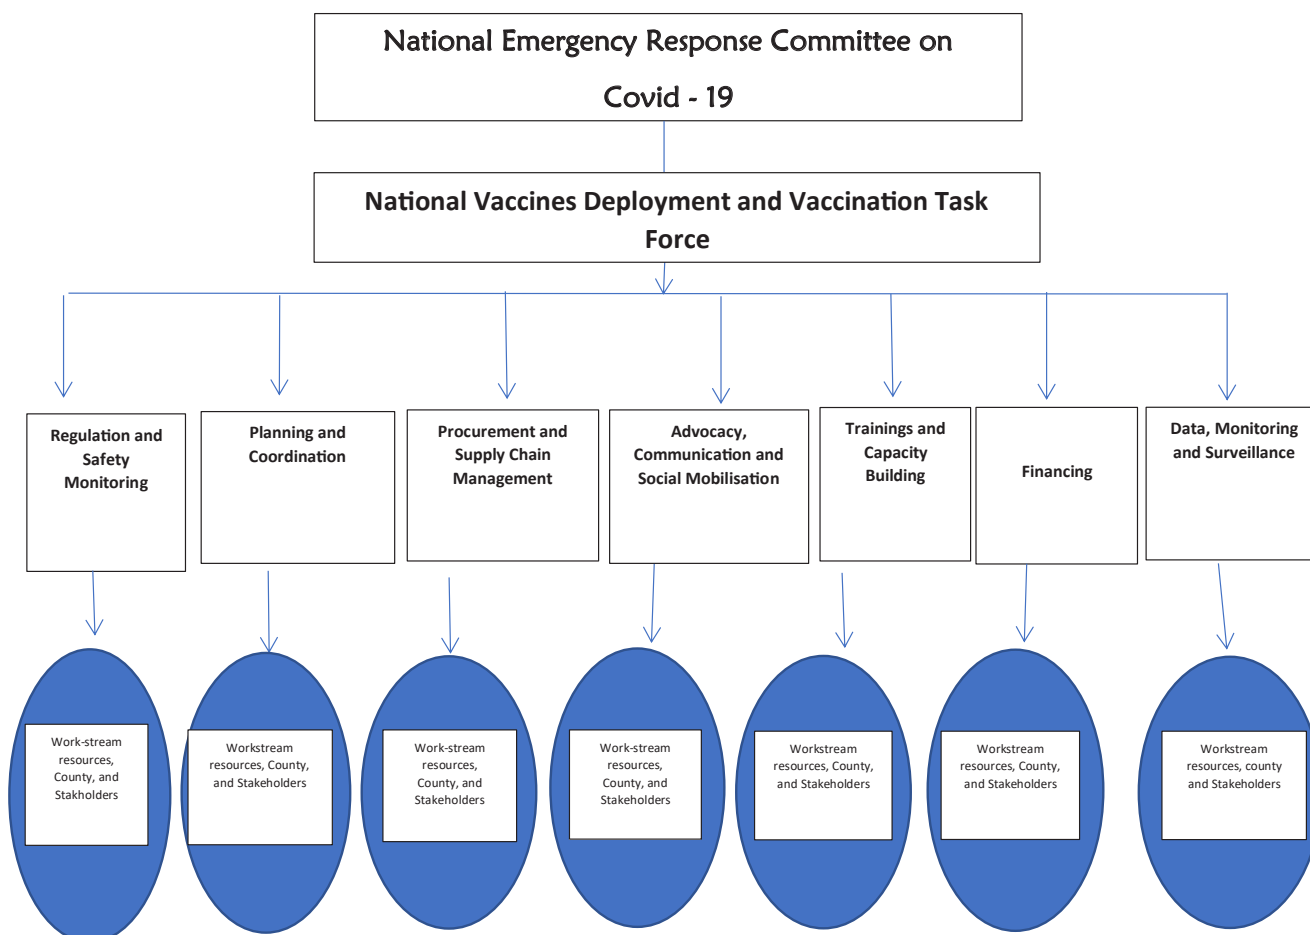 National Emergency Response Committee on
Covid - 19
National Vaccines Deployment and Vaccination Task
Force
Regulation and
Safety
Monitoring
Planning and
Coordination
Procurement and
Supply Chain
Management
Advocacy,
Communication and
Social Mobilisation
Trainings and
Capacity
Building
Financing
Data, Monitoring
and Surveillance
Work-stream
resources,
County, and
Stakholders
Workstream
resources, County,
and Stakeholders
Work-stream
resources,
County, and
Stakeholders
Work-stream
resources,
County, and
Stakeholders
Workstream
resources, County,
and Stakeholders
Workstream
resources, County,
and Stakeholders
Workstream
resources, county
and Stakeholders